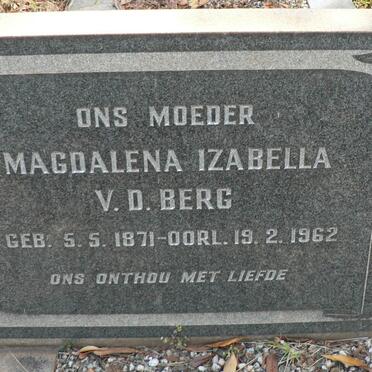 ONS MOEDER
MAGDALENA IZABELLA
V. D. BERG
GEB. 5. 5. 1871-OORL. 19. 2. 1962
ONS ONTHOU MET LIEFDE